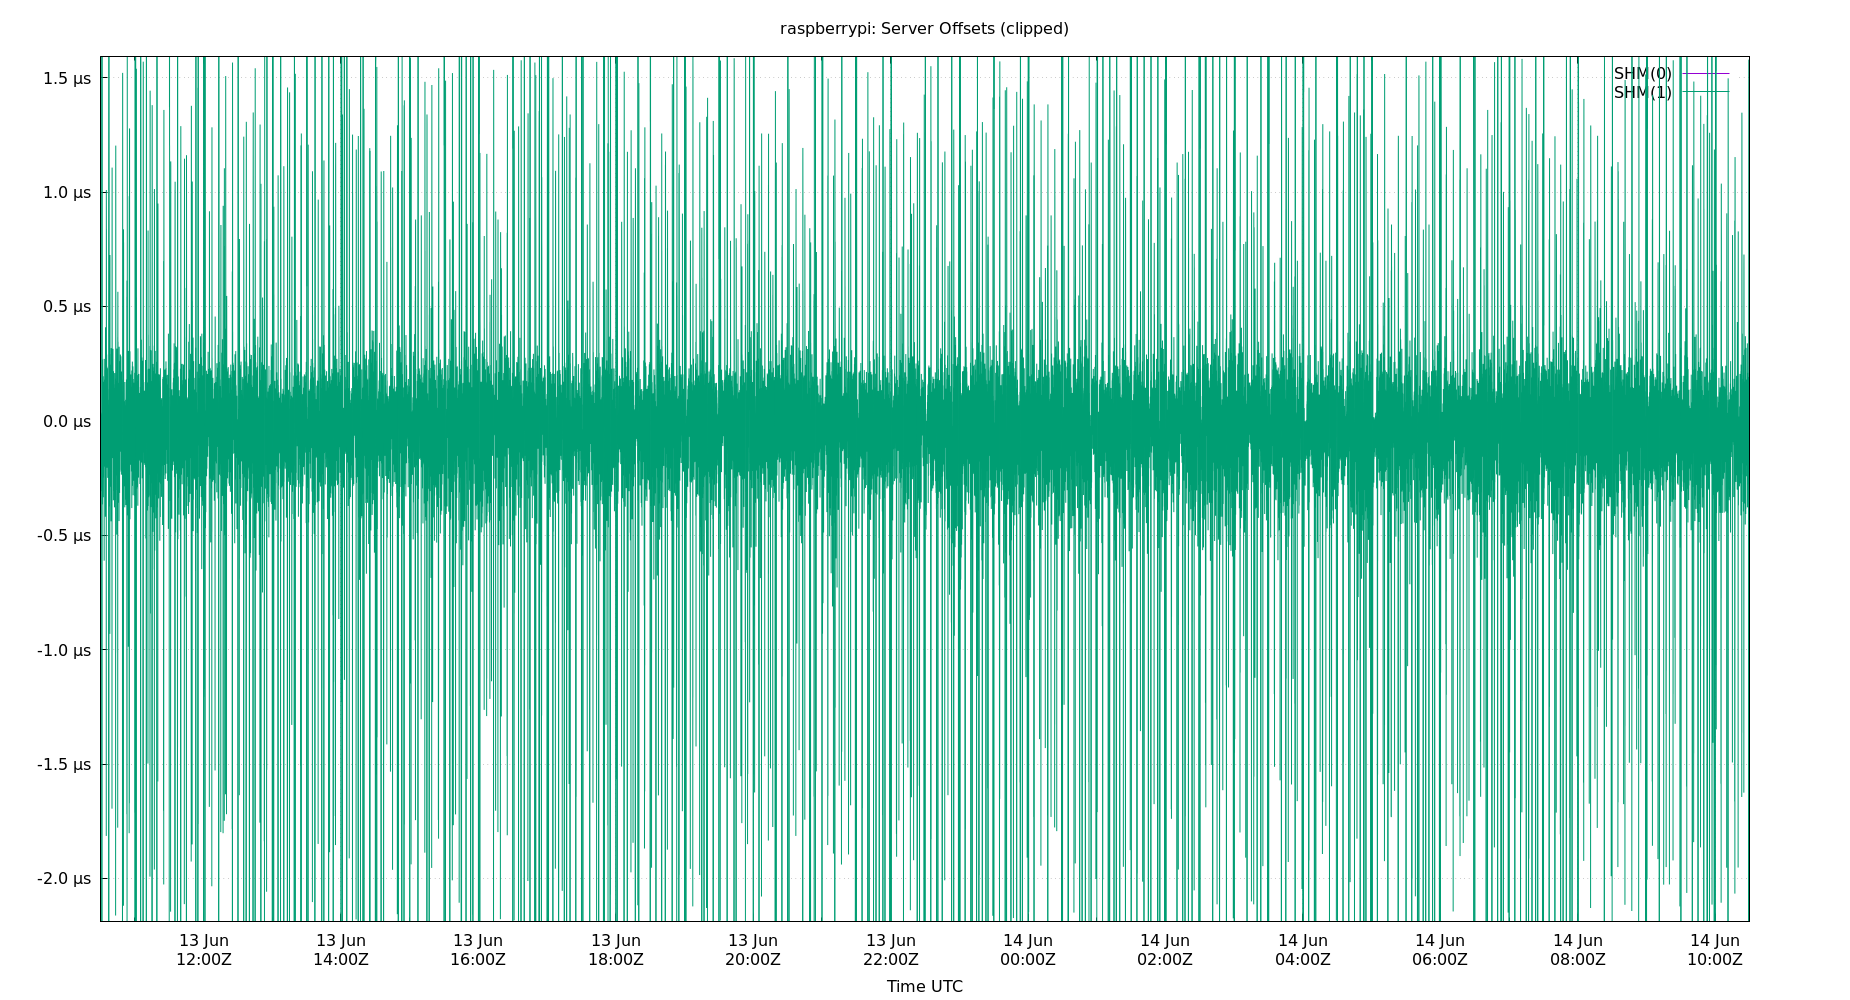 raspberrypi: Server Offsets (clipped)
SHM(0)
SHM(1)
1.5 µs
1.0 µs
0.5 µs
0.0 µs
-0.5 µs
-1.0 µs
-1.5 µs
-2.0 µs
13 Jun 13 Jun 13 Jun 13 Jun 13 Jun 13 Jun 14 Jun 14 Jun 14 Jun 14 Jun 14 Jun 14 Jun
12:00Z 14:00Z 16:00Z 18:00Z 20:00Z 22:00Z 00:00Z 02:00Z 04:00Z 06:00Z 08:00Z 10:00Z
Time UTC